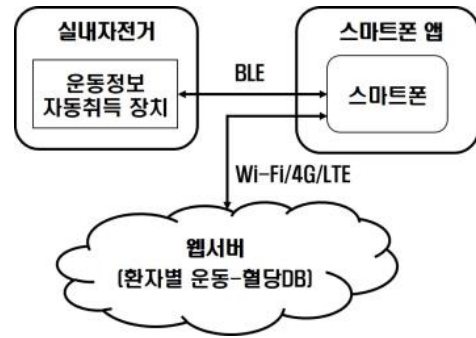 실내자전거
운동정보
자동취득 장치
BLE
스마트폰 앱
스마트폰
Wi-Fi/4G/LTE
웹서버
(환자별 운동-혈당DB)